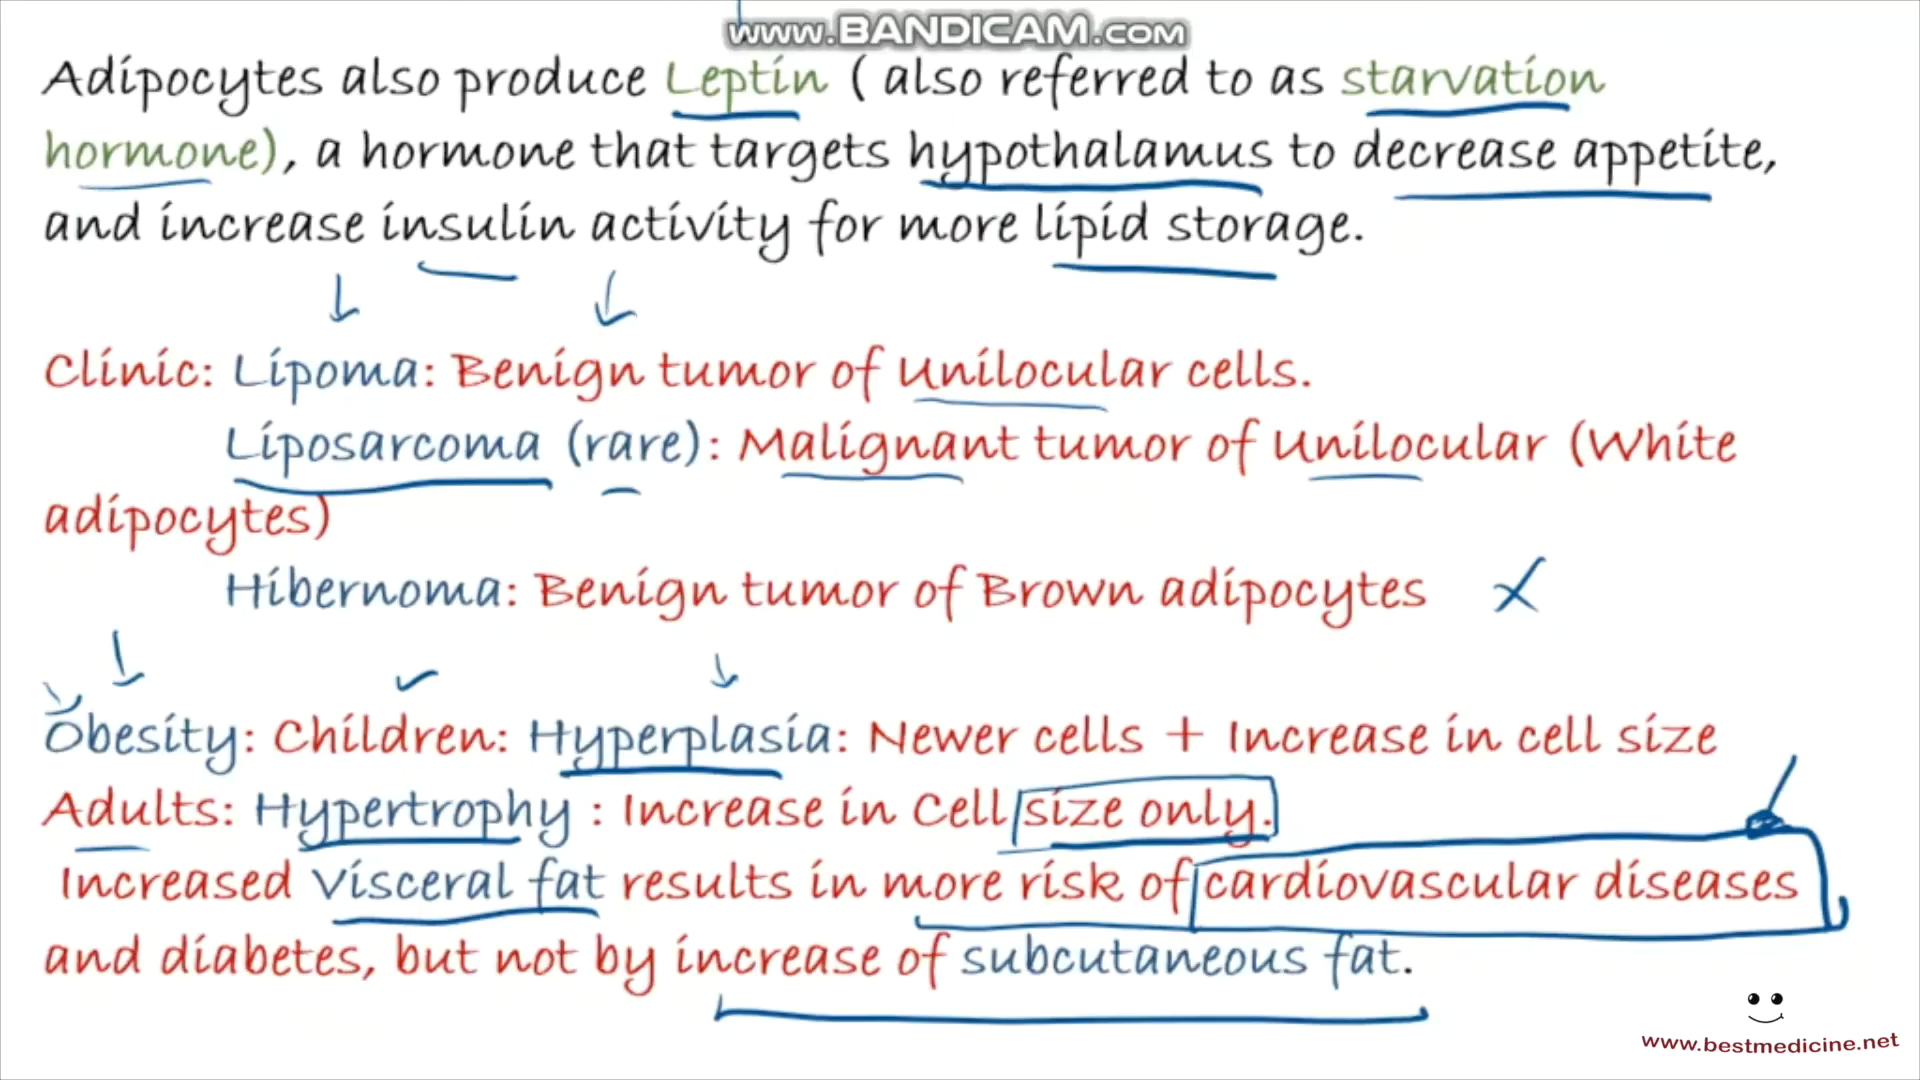 www.BANDICAM.com
Adipocytes also produce Leptin ( also referred to as starvation
hormone), a hormone that targets hypothalamus to decrease appetite,
and increase insulin activity for more lipid storage.
Clinic: Lipoma: Benign tumor of Unilocular cells.
Liposarcoma (rare): Malignant tumor of Unilocular (White
adipocytes)
Hibernoma: Benign tumor of Brown adipocytes
Obesity: Children: Hyperplasia: Newer cells + Increase in cell size
Adults: Hypertrophy : Increase in Cell size only.
Increased Visceral fat results in more risk of cardiovascular diseases
and diabetes, but not by increase of subcutaneous fat.
www.bestmedicine.net